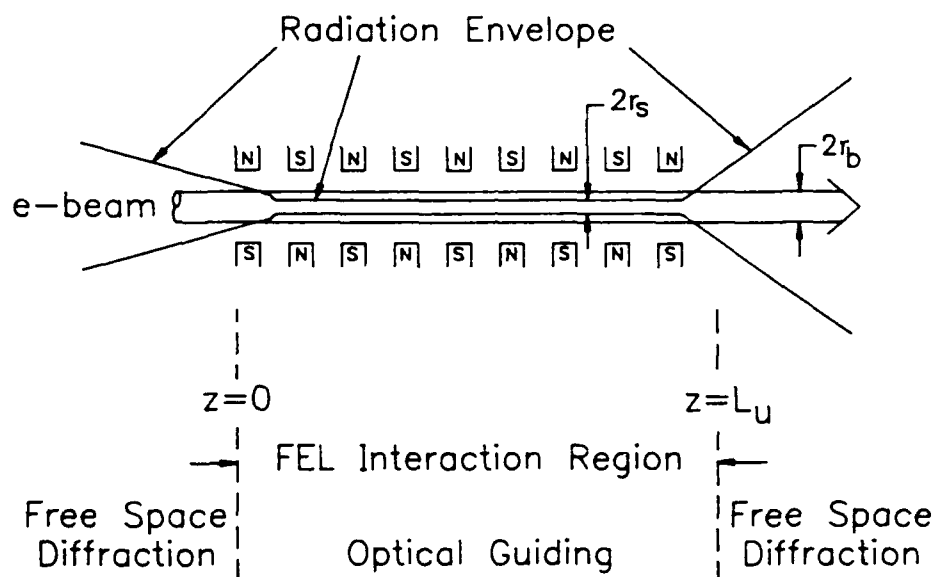 Radiation Envelope
2r_s
N S N S N S N S N
2r_b
e-beam
S N S N S N S N S
z=0
z=L_u
FEL Interaction Region
Free Space
Diffraction
Optical Guiding
Free Space
Diffraction